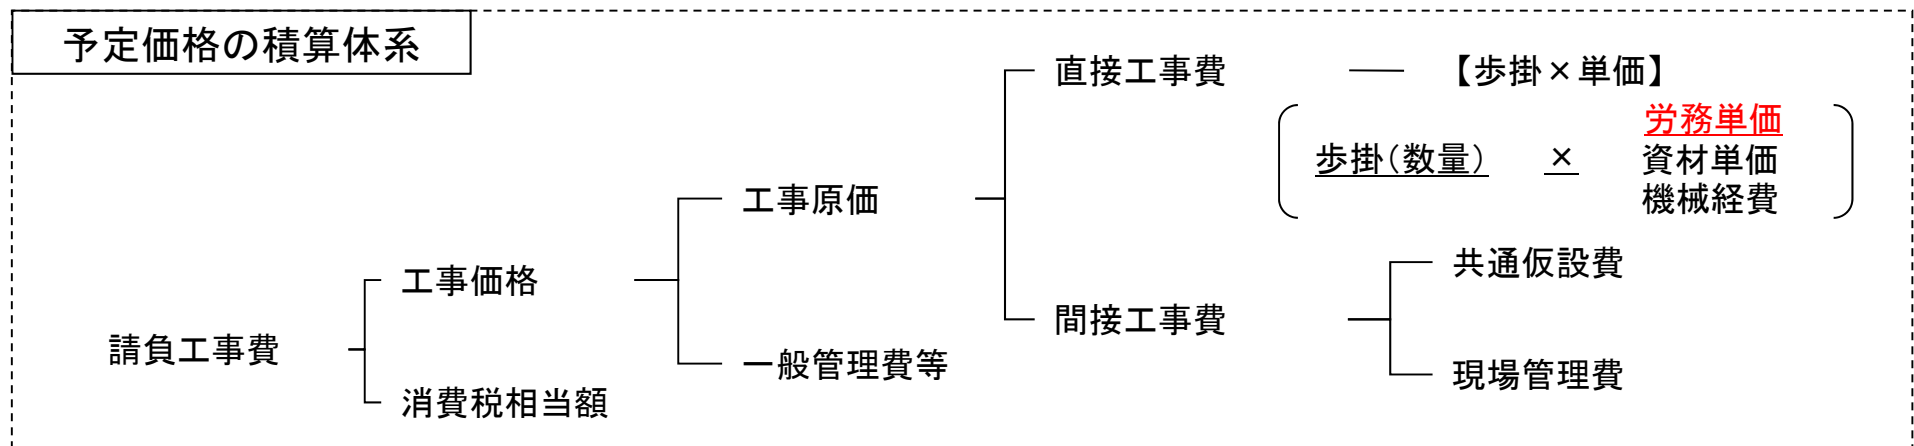 予定価格の積算体系
直接工事費
【歩掛×単価】
労務単価
歩掛(数量) ×
資材単価
機械経費
工事原価
共通仮設費
工事価格
間接工事費
請負工事費
一般管理費等
現場管理費
消費税相当額